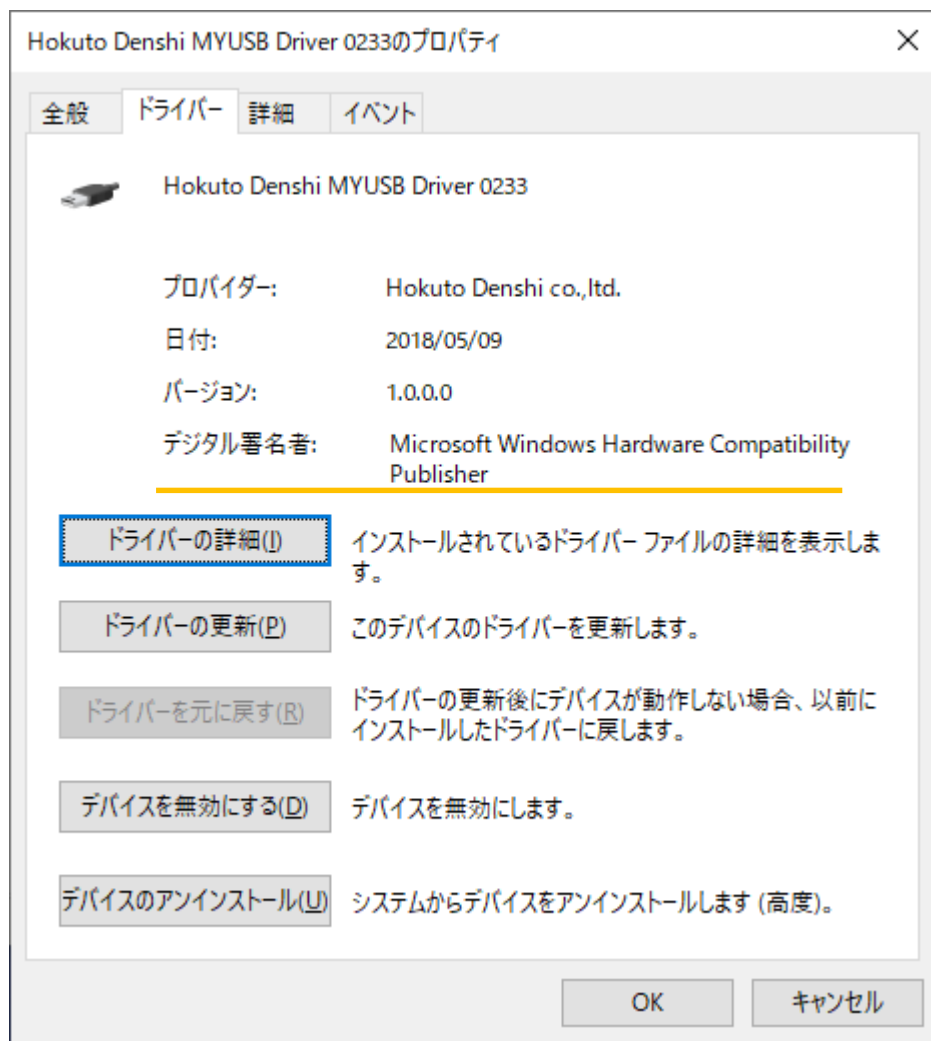 Hokuto Denshi MYUSB Driver 0233のプロパティ
全般 ドライバー 詳細 イベント
Hokuto Denshi MYUSB Driver 0233
プロバイダー: Hokuto Denshi co.,ltd.
日付: 2018/05/09
バージョン: 1.0.0.0
デジタル署名者: Microsoft Windows Hardware Compatibility
Publisher
ドライバーの詳細(I) インストールされているドライバー ファイルの詳細を表示しま
す。
ドライバーの更新(P) このデバイスのドライバーを更新します。
ドライバーを元に戻す(R) ドライバーの更新後にデバイスが動作しない場合、以前に
インストールしたドライバーに戻します。
デバイスを無効にする(D) デバイスを無効にします。
デバイスのアンインストール(U) システムからデバイスをアンインストールします (高度)。
OK キャンセル